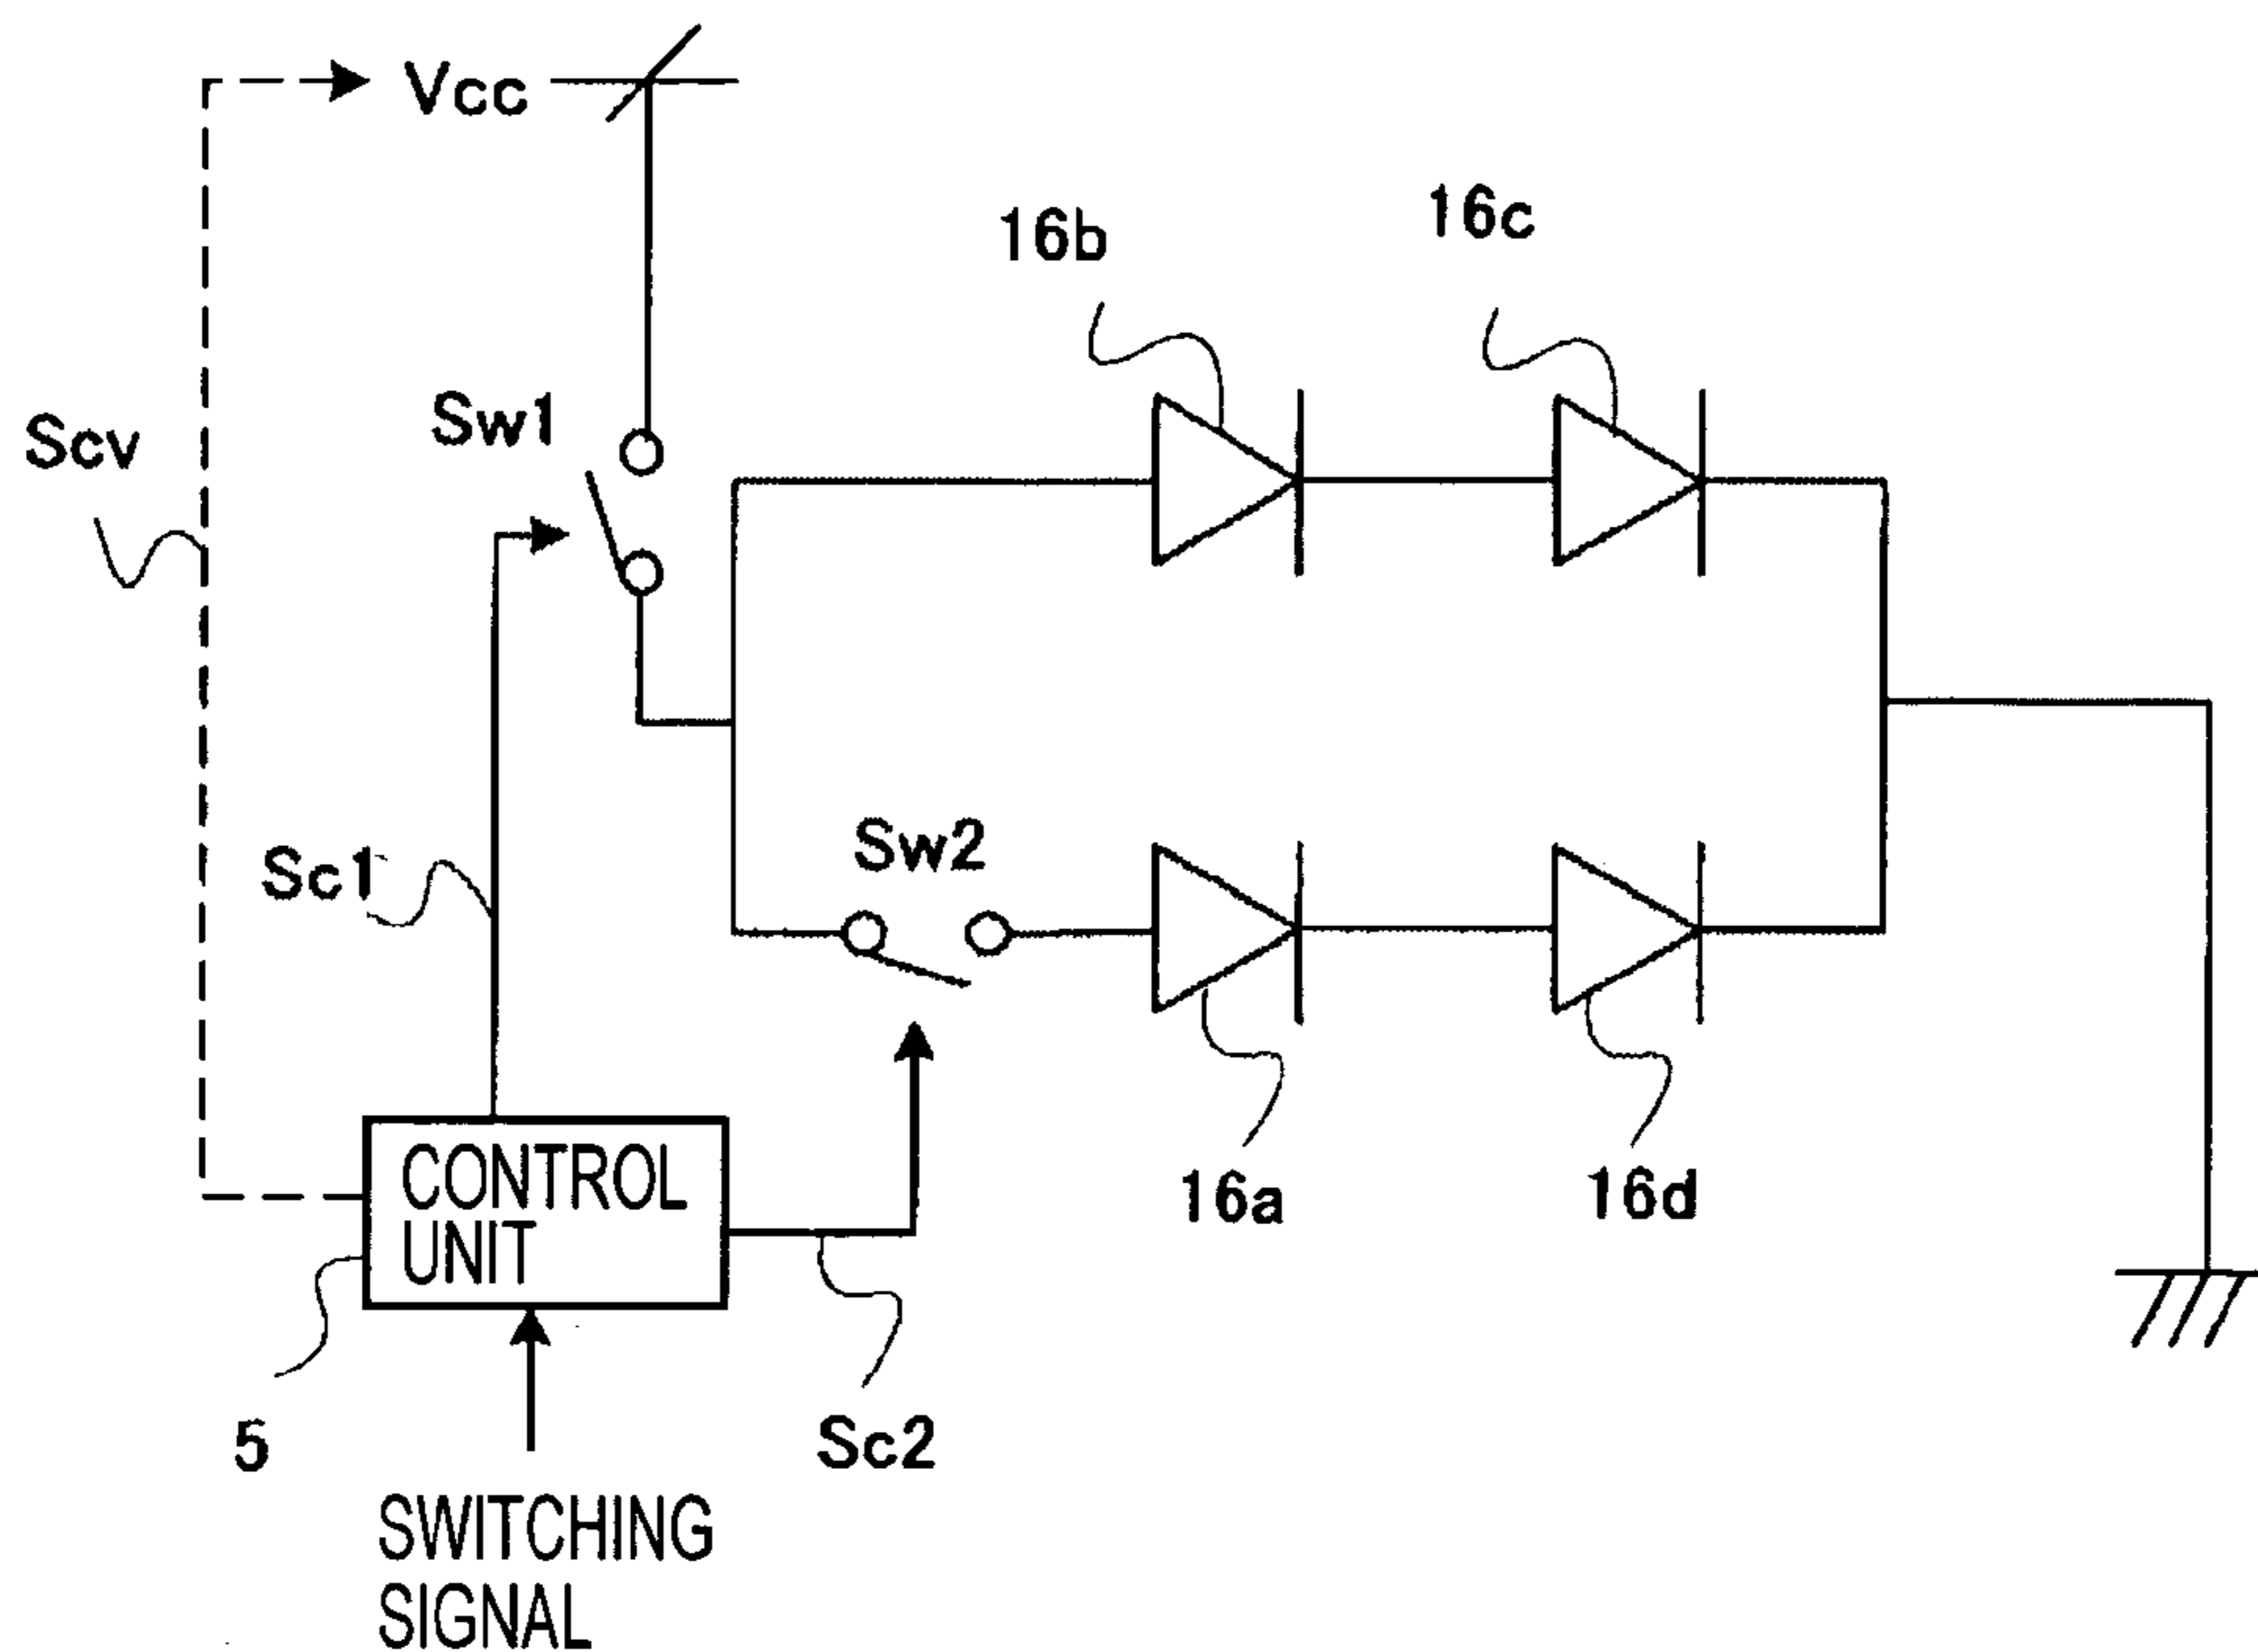 Vcc
16b
16c
Sw1
Scv
Sw2
Sc1
CONTROL
UNIT
16a
16d
5
Sc2
SWITCHING
SIGNAL